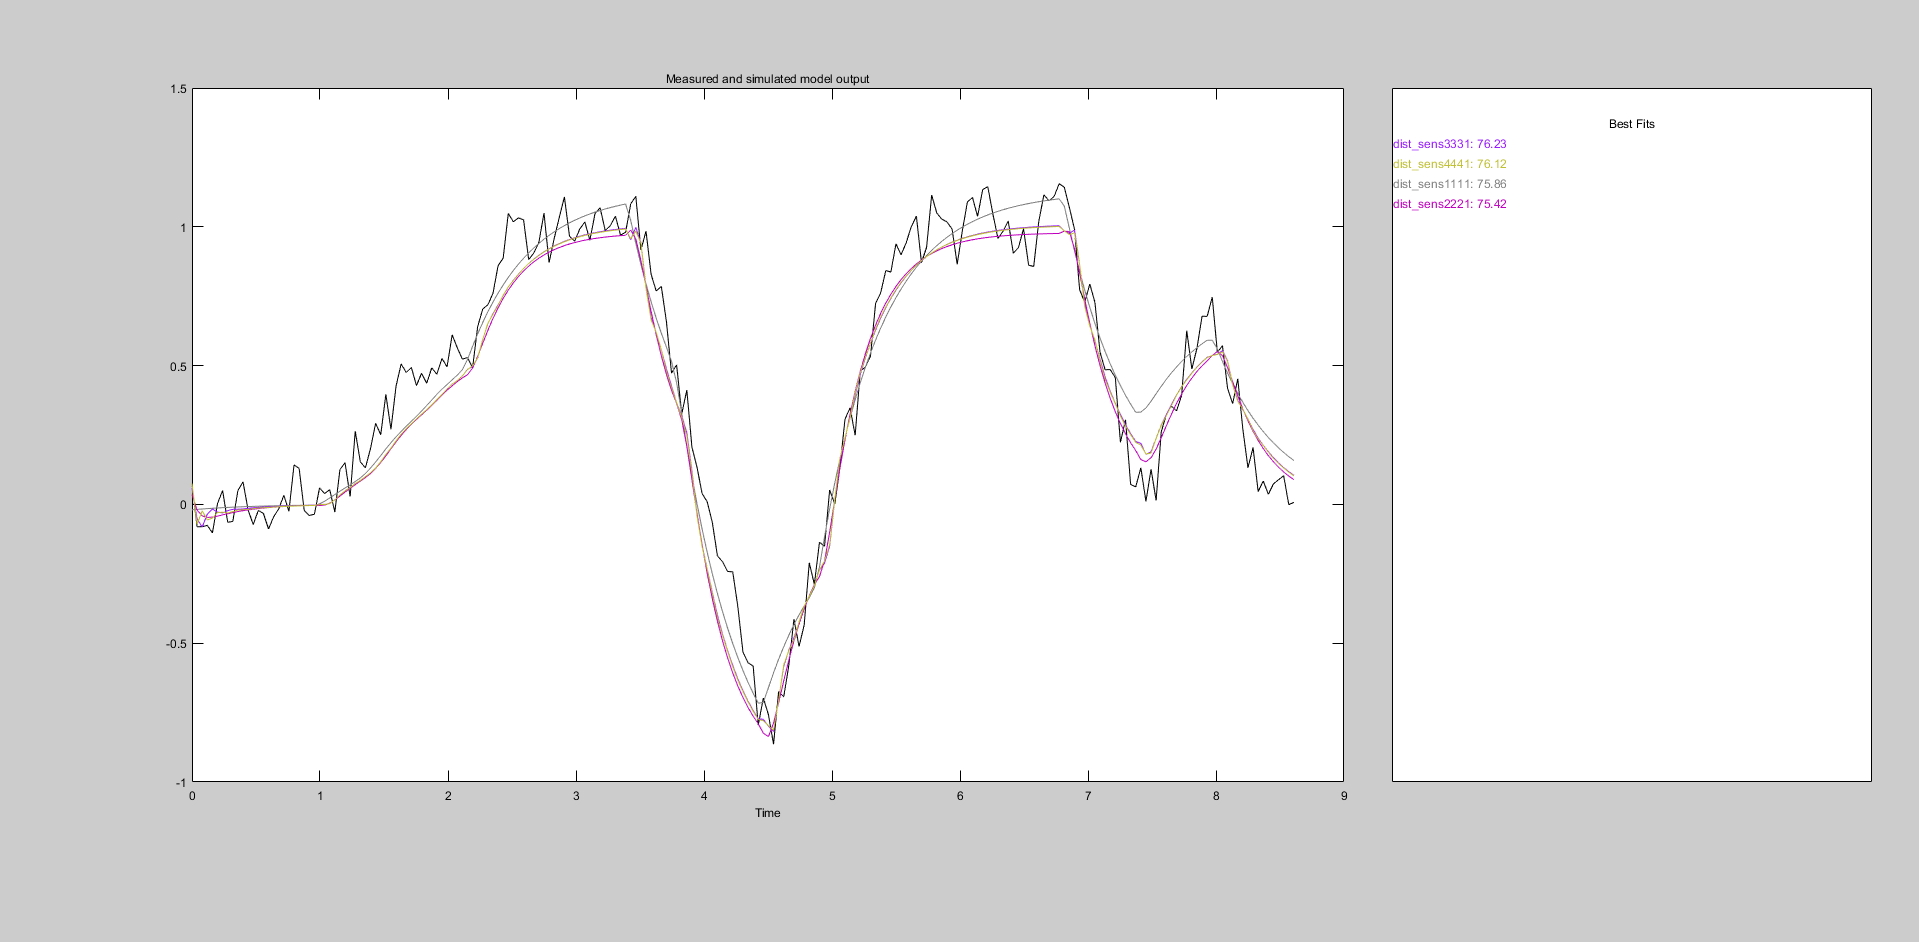 Measured and simulated model output
1.5
1
0.5
0
-0.5
-1
0 1 2 3 4 5 6 7 8 9
Time
Best Fits
dist_sens3331: 76.23
dist_sens4441: 76.12
dist_sens1111: 75.86
dist_sens2221: 75.42